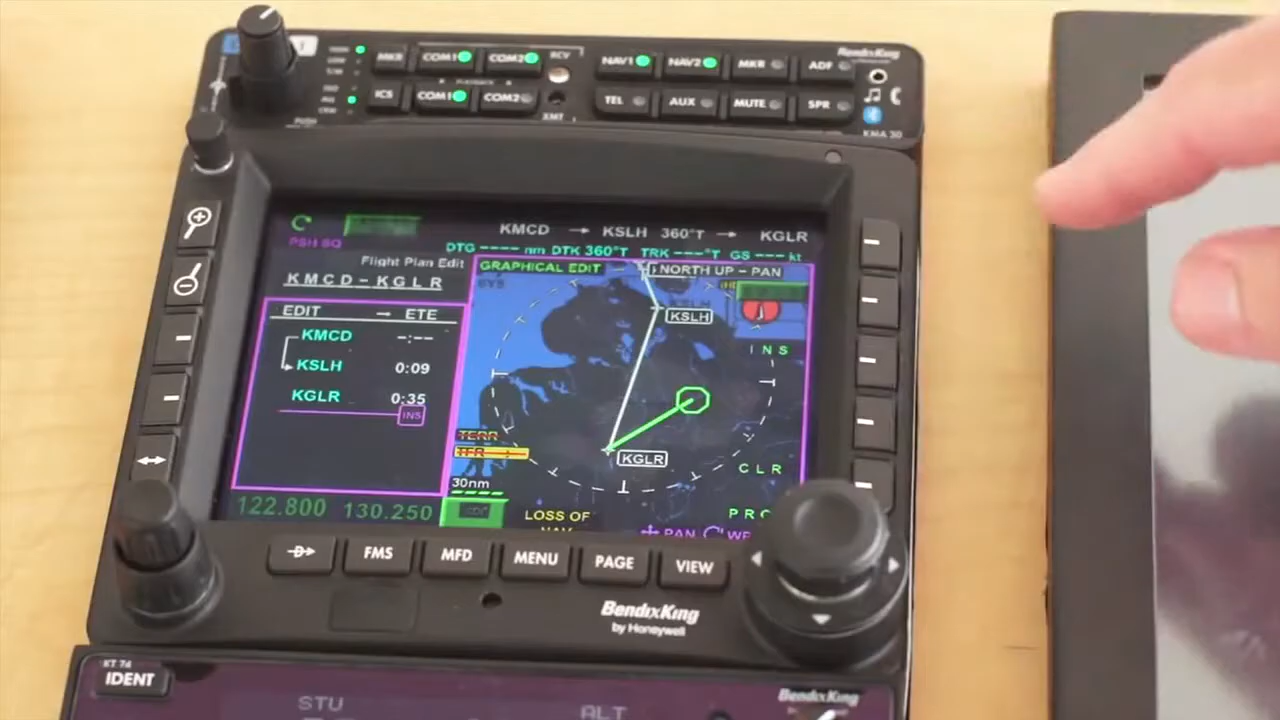 MKR COM1 COM2 RCV NAV1 NAV2 MKR ADF BendixKing
ICS COM1 COM2 XMT TEL AUX MUTE SPR
KMA 30
KMCD → KSLH 360°T → KGLR
PSH SQ
DTG ---- nm DTK 360°T TRK ---°T GS --- kt
Flight Plan Edit
GRAPHICAL EDIT
NORTH UP - PAN
KMCD-KGLR
EDIT → ETE
KMCD -:--
KSLH 0:09
KGLR 0:35
INS
KSLH
INS
KGLR
TERR
TFR
CLR
30nm
122.800 130.250
LOSS OF
PAN
FMS MFD MENU PAGE VIEW
BendixKing
by Honeywell
KT 74
IDENT
BendixKing
STU
ALT